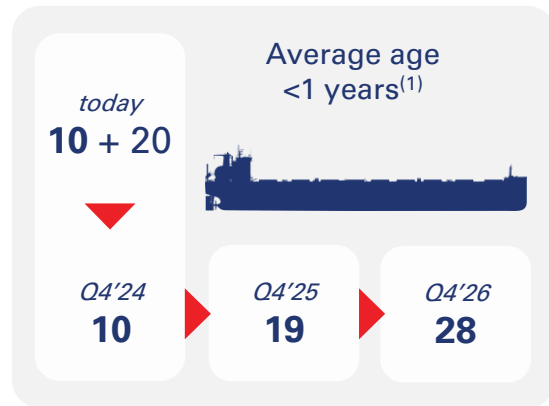 today
10 + 20
Average age
<1 years(1)
Q4'24
10
Q4'25
19
Q4'26
28